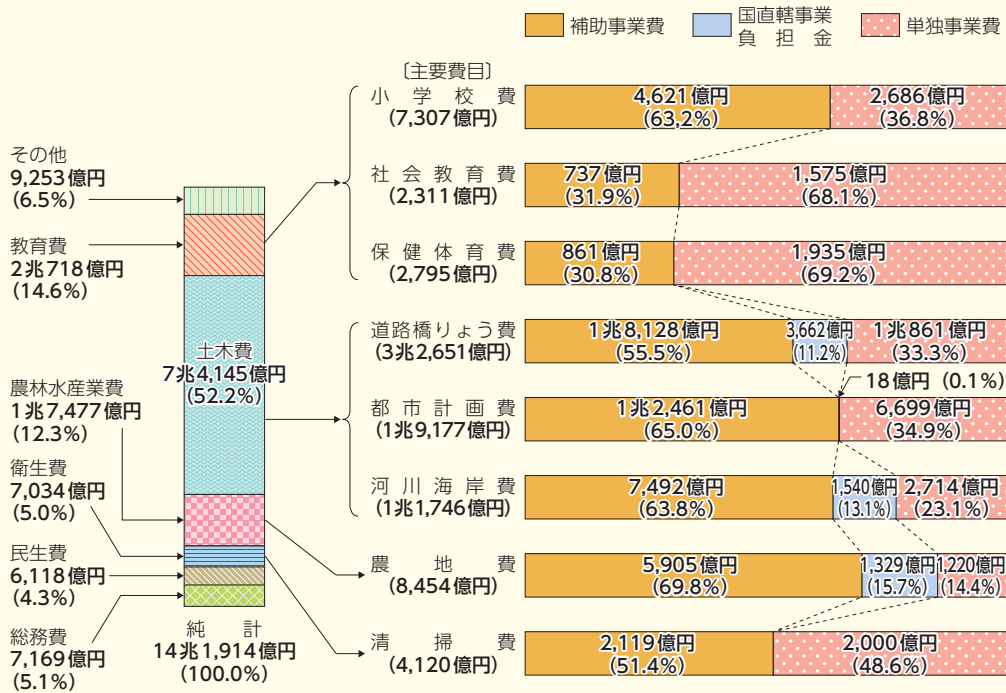 補助事業費
国直轄事業
負担金
単独事業費
〔主要費目〕
小学校費
(7,307億円)
4,621億円
(63.2%)
2,686億円
(36.8%)
社会教育費
(2,311億円)
737億円
(31.9%)
1,575億円
(68.1%)
保健体育費
(2,795億円)
861億円
(30.8%)
1,935億円
(69.2%)
道路橋りょう費
(3兆2,651億円)
1兆8,128億円
(55.5%)
3,662億円
(11.2%)
1兆861億円
(33.3%)
18億円 (0.1%)
都市計画費
(1兆9,177億円)
1兆2,461億円
(65.0%)
6,699億円
(34.9%)
河川海岸費
(1兆1,746億円)
7,492億円
(63.8%)
1,540億円
(13.1%)
2,714億円
(23.1%)
農地費
(8,454億円)
5,905億円
(69.8%)
1,329億円
(15.7%)
1,220億円
(14.4%)
清掃費
(4,120億円)
2,119億円
(51.4%)
2,000億円
(48.6%)
その他
9,253億円
(6.5%)
教育費
2兆718億円
(14.6%)
土木費
7兆4,145億円
(52.2%)
農林水産業費
1兆7,477億円
(12.3%)
衛生費
7,034億円
(5.0%)
民生費
6,118億円
(4.3%)
総務費
7,169億円
(5.1%)
純計
14兆1,914億円
(100.0%)